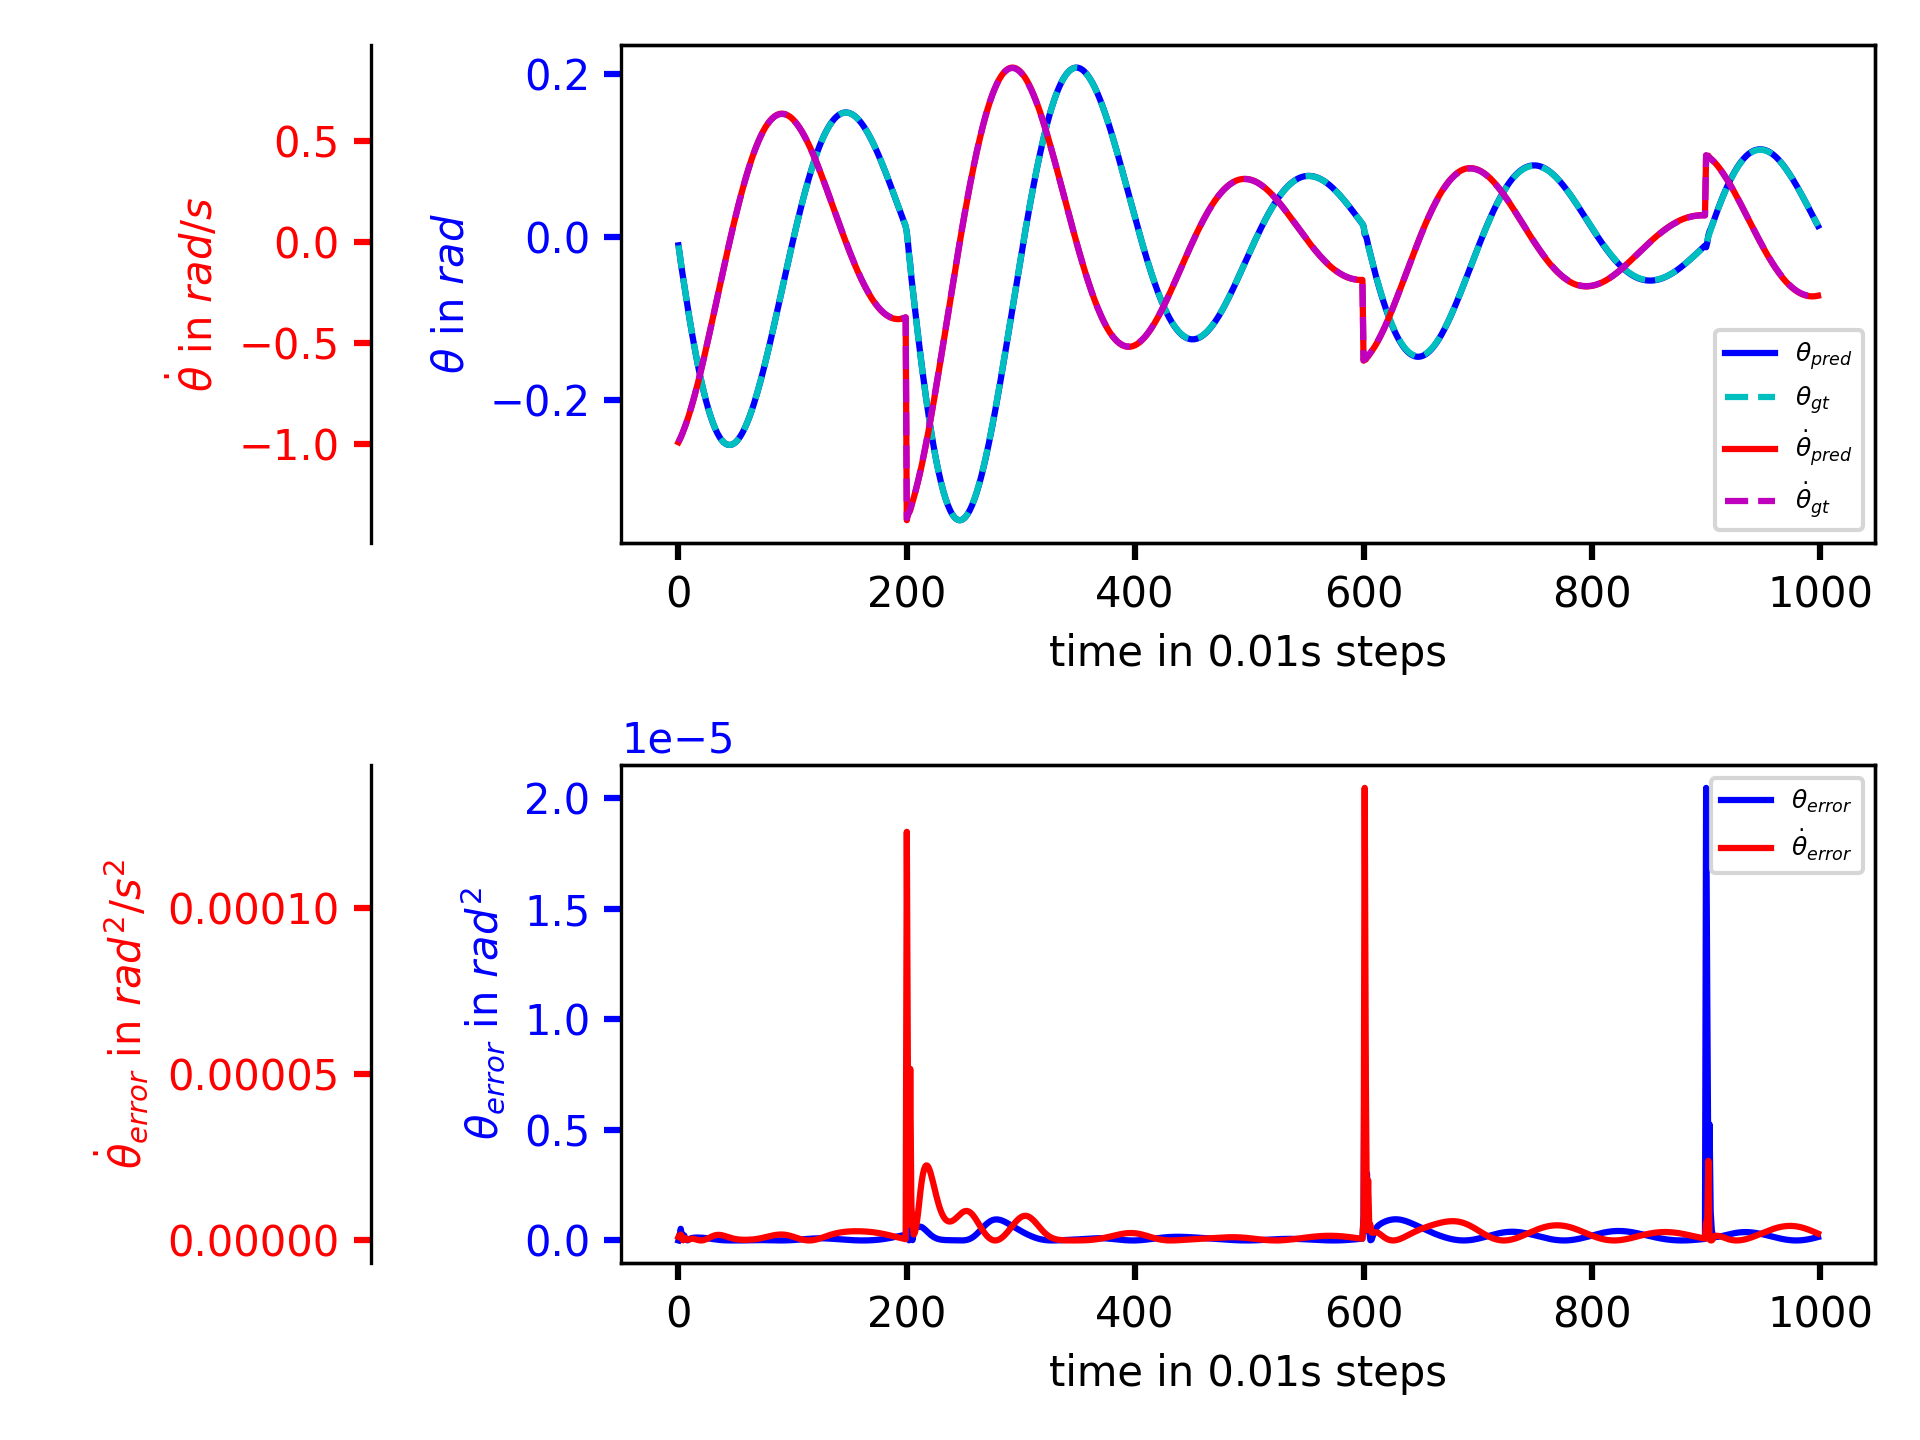 θ̇ in rad/s
0.5
0.0
−0.5
−1.0
θ in rad
0.2
0.0
−0.2
θ_pred
θ_gt
θ̇_pred
θ̇_gt
0 200 400 600 800 1000
time in 0.01s steps
1e−5
θ̇_error in rad²/s²
0.00010
0.00005
0.00000
θ_error in rad²
2.0
1.5
1.0
0.5
0.0
θ_error
θ̇_error
0 200 400 600 800 1000
time in 0.01s steps